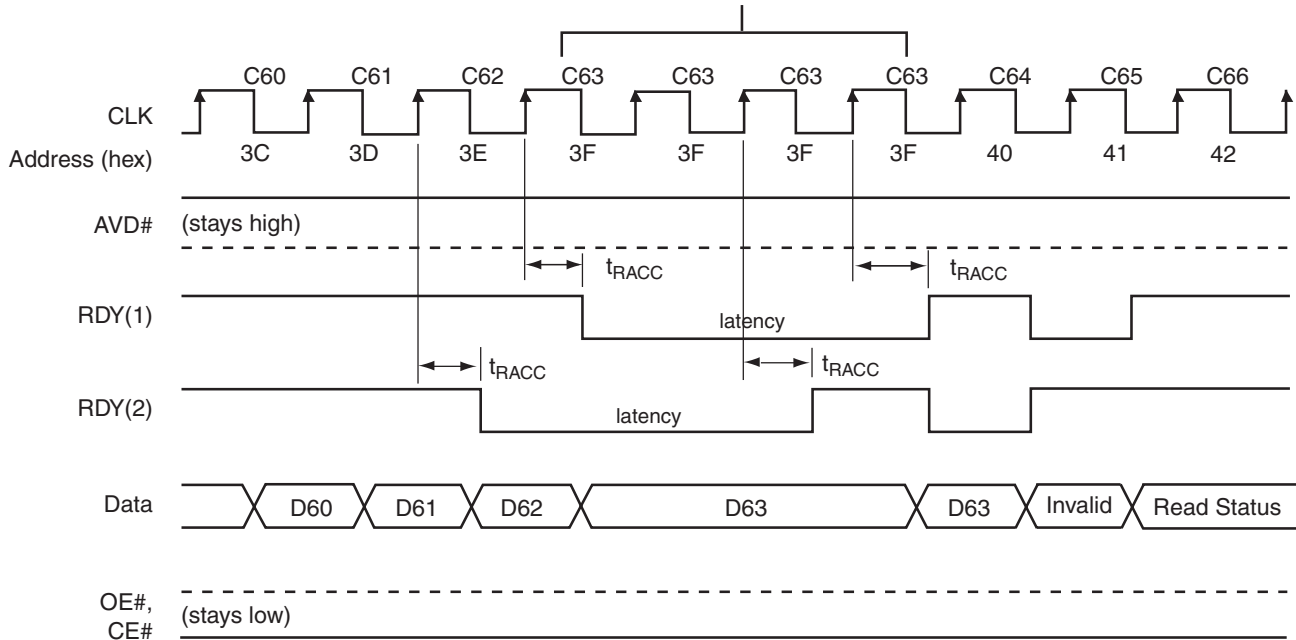 C60 C61 C62 C63 C63 C63 C63 C64 C65 C66
CLK
Address (hex) 3C 3D 3E 3F 3F 3F 3F 40 41 42
AVD# (stays high)
tRACC tRACC
RDY(1) latency
tRACC tRACC
RDY(2) latency
Data D60 D61 D62 D63 D63 Invalid Read Status
OE#,
CE# (stays low)